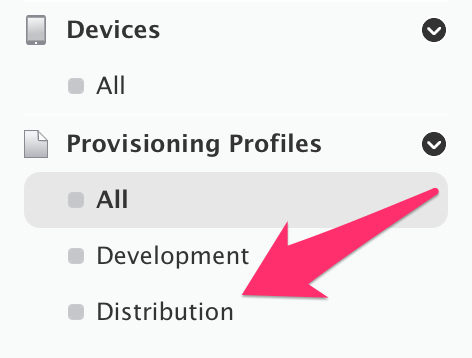 Devices
All
Provisioning Profiles
All
Development
Distribution